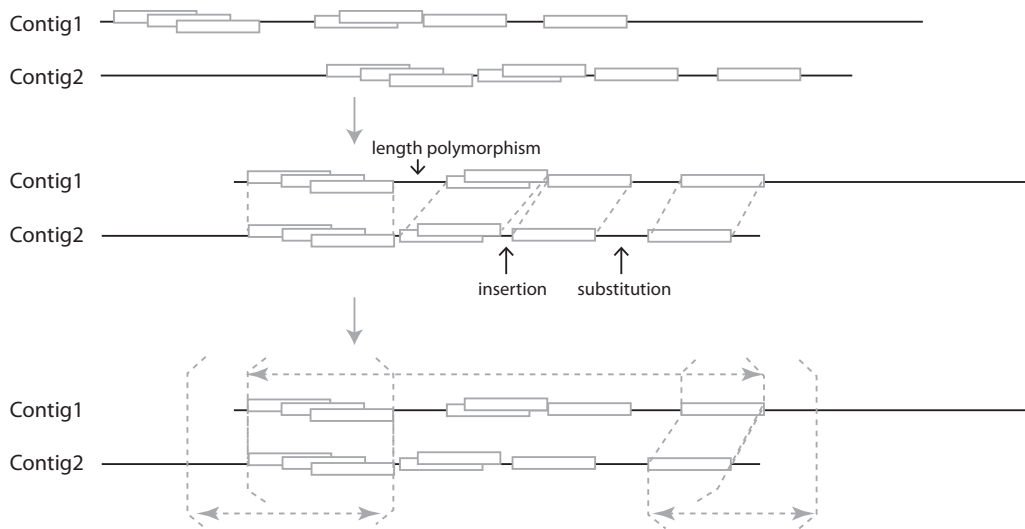 Contig1
Contig2
length polymorphism
Contig1
Contig2
insertion substitution
Contig1
Contig2